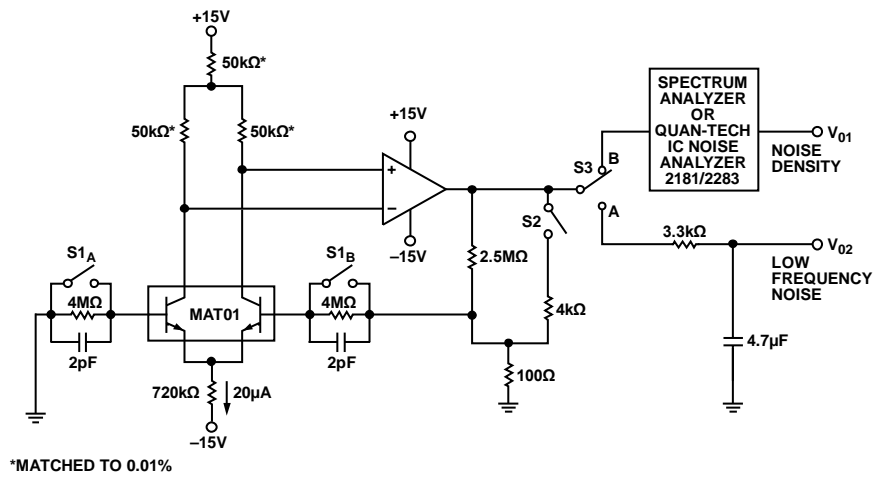 +15V
50kΩ*
50kΩ*
50kΩ*
+15V
+
–
–15V
S1A
4MΩ
2pF
MAT01
S1B
4MΩ
2pF
720kΩ
20µA
–15V
2.5MΩ
S2
4kΩ
100Ω
S3
B
A
SPECTRUM
ANALYZER
OR
QUAN-TECH
IC NOISE
ANALYZER
2181/2283
V01
NOISE
DENSITY
3.3kΩ
V02
LOW
FREQUENCY
NOISE
4.7µF
*MATCHED TO 0.01%